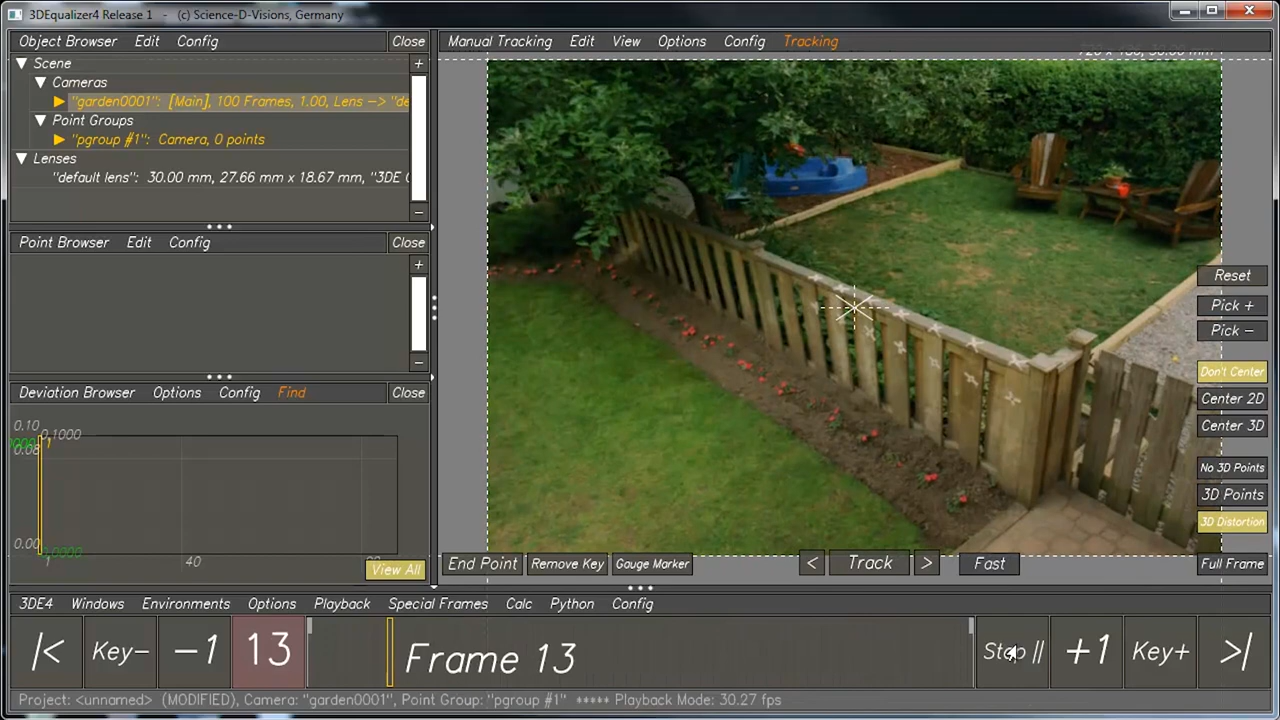 3DEqualizer4 Release 1 - (c) Science-D-Visions, Germany
Object Browser Edit Config Close
Scene
Cameras
"garden0001": [Main], 100 Frames, 1.00, Lens -> "de
Point Groups
"pgroup #1": Camera, 0 points
Lenses
"default lens": 30.00 mm, 27.66 mm x 18.67 mm, "3DE
+
−
Point Browser Edit Config Close
+
−
Deviation Browser Options Config Find Close
0.10
0.1000
1
0.00
0.0000
1
40
View All
Manual Tracking Edit View Options Config Tracking
Reset
Pick +
Pick −
Don't Center
Center 2D
Center 3D
No 3D Points
3D Points
3D Distortion
End Point Remove Key Gauge Marker < Track > Fast Full Frame
3DE4 Windows Environments Options Playback Special Frames Calc Python Config
|< Key− −1 13 Frame 13 Stop || +1 Key+ >|
Project: <unnamed> (MODIFIED), Camera: "garden0001", Point Group: "pgroup #1" ***** Playback Mode: 30.27 fps